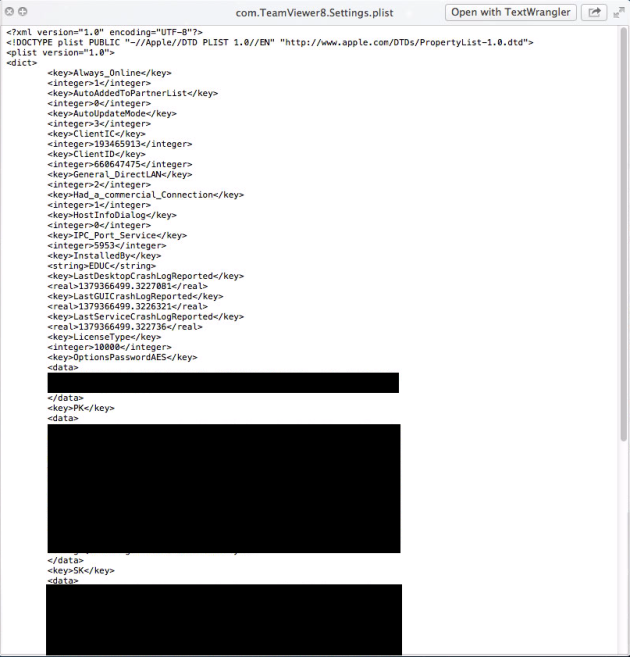 com.TeamViewer8.Settings.plist
Open with TextWrangler
<?xml version="1.0" encoding="UTF-8"?>
<!DOCTYPE plist PUBLIC "-//Apple//DTD PLIST 1.0//EN" "http://www.apple.com/DTDs/PropertyList-1.0.dtd">
<plist version="1.0">
<dict>
<key>Always_Online</key>
<integer>1</integer>
<key>AutoAddedToPartnerList</key>
<integer>0</integer>
<key>AutoUpdateMode</key>
<integer>3</integer>
<key>ClientIC</key>
<integer>193465913</integer>
<key>ClientID</key>
<integer>660647475</integer>
<key>General_DirectLAN</key>
<integer>2</integer>
<key>Had_a_commercial_Connection</key>
<integer>1</integer>
<key>HostInfoDialog</key>
<integer>0</integer>
<key>IPC_Port_Service</key>
<integer>5953</integer>
<key>InstalledBy</key>
<string>EDUC</string>
<key>LastDesktopCrashLogReported</key>
<real>1379366499.3227081</real>
<key>LastGUICrashLogReported</key>
<real>1379366499.3226321</real>
<key>LastServiceCrashLogReported</key>
<real>1379366499.322736</real>
<key>LicenseType</key>
<integer>10000</integer>
<key>OptionsPasswordAES</key>
<data>
</data>
<key>PK</key>
<data>
</data>
<key>SK</key>
<data>